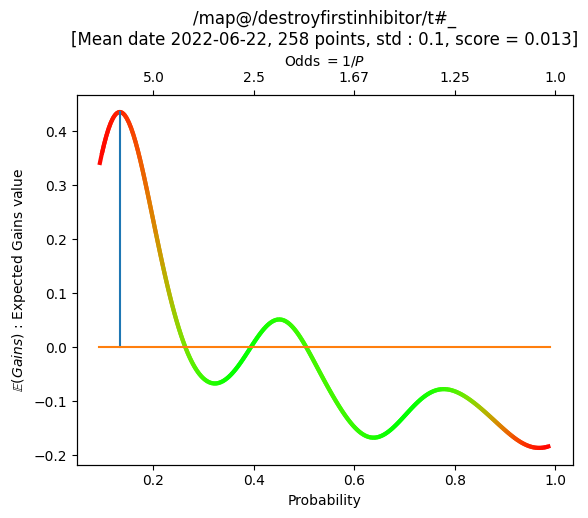 /map@/destroyfirstinhibitor/t#_
[Mean date 2022-06-22, 258 points, std : 0.1, score = 0.013]
Odds = 1/P
5.0 2.5 1.67 1.25 1.0
𝔼(Gains) : Expected Gains value
0.4
0.3
0.2
0.1
0.0
−0.1
−0.2
0.2 0.4 0.6 0.8 1.0
Probability